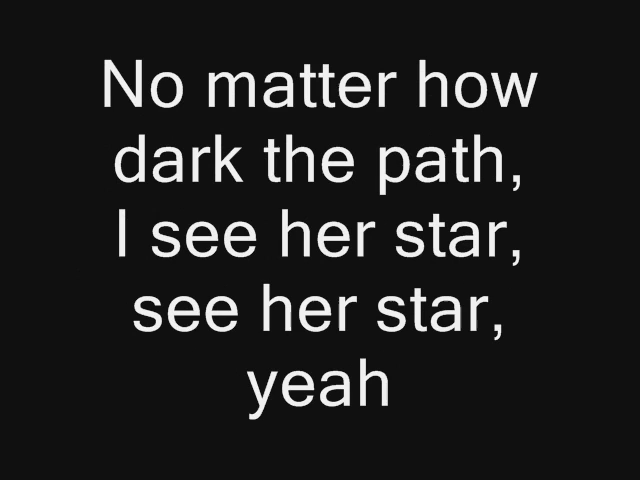 No matter how
dark the path,
I see her star,
see her star,
yeah